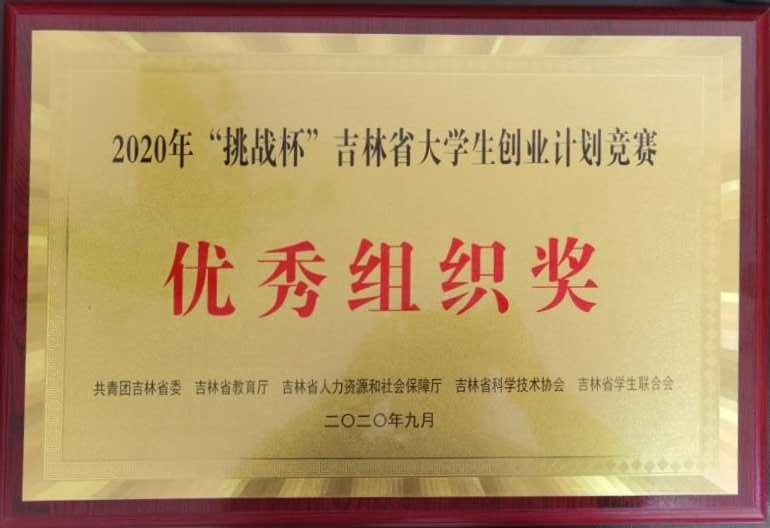 2020年“挑战杯”吉林省大学生创业计划竞赛
优秀组织奖
共青团吉林省委 吉林省教育厅 吉林省人力资源和社会保障厅 吉林省科学技术协会 吉林省学生联合会
二〇二〇年九月